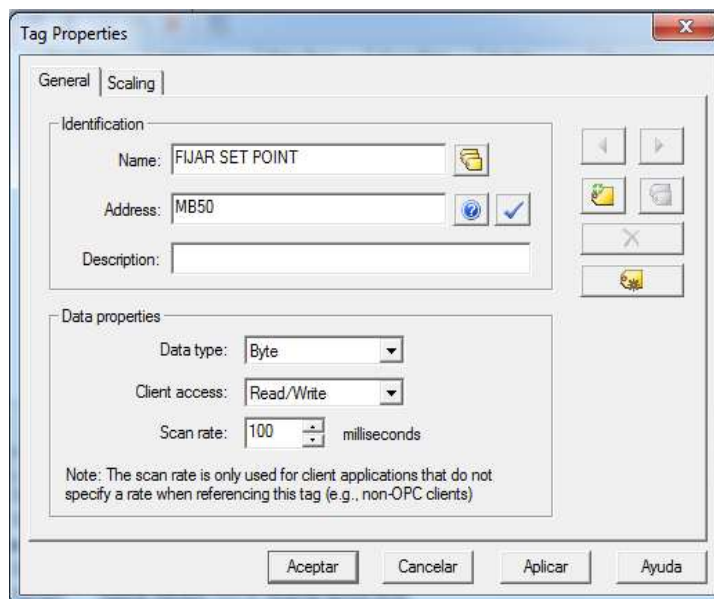 Tag Properties
General
Scaling
Identification
Name: FIJAR SET POINT
Address: MB50
Description:
Data properties
Data type: Byte
Client access: Read/Write
Scan rate: 100 milliseconds
Note: The scan rate is only used for client applications that do not
specify a rate when referencing this tag (e.g., non-OPC clients)
Aceptar
Cancelar
Aplicar
Ayuda